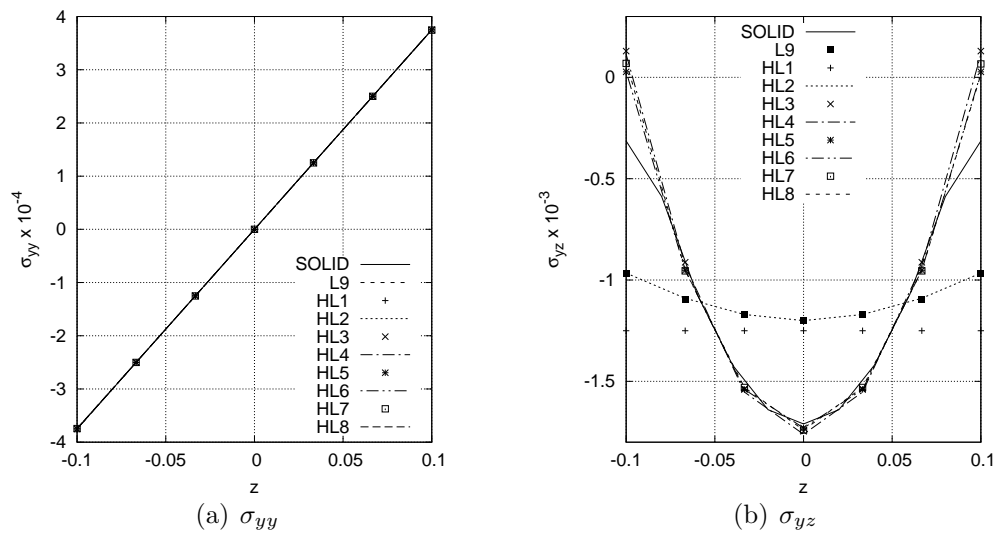 4
3
2
1
0
-1
-2
-3
-4
σyy x 10-4
SOLID
L9
HL1
HL2
HL3
HL4
HL5
HL6
HL7
HL8
-0.1
-0.05
0
0.05
0.1
z
(a) σyy
0
-0.5
-1
-1.5
σyz x 10-3
SOLID
L9
HL1
HL2
HL3
HL4
HL5
HL6
HL7
HL8
-0.1
-0.05
0
0.05
0.1
z
(b) σyz